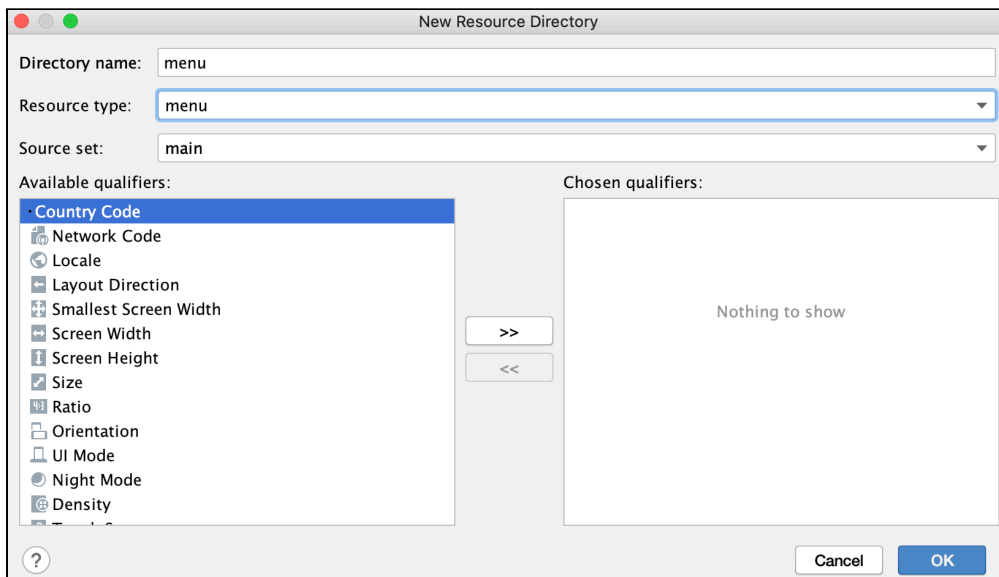 New Resource Directory
Directory name: menu
Resource type: menu
Source set: main
Available qualifiers:
Chosen qualifiers:
Country Code
Network Code
Locale
Layout Direction
Smallest Screen Width
Screen Width
Screen Height
Size
Ratio
Orientation
UI Mode
Night Mode
Density
>>
<<
Nothing to show
?
Cancel
OK